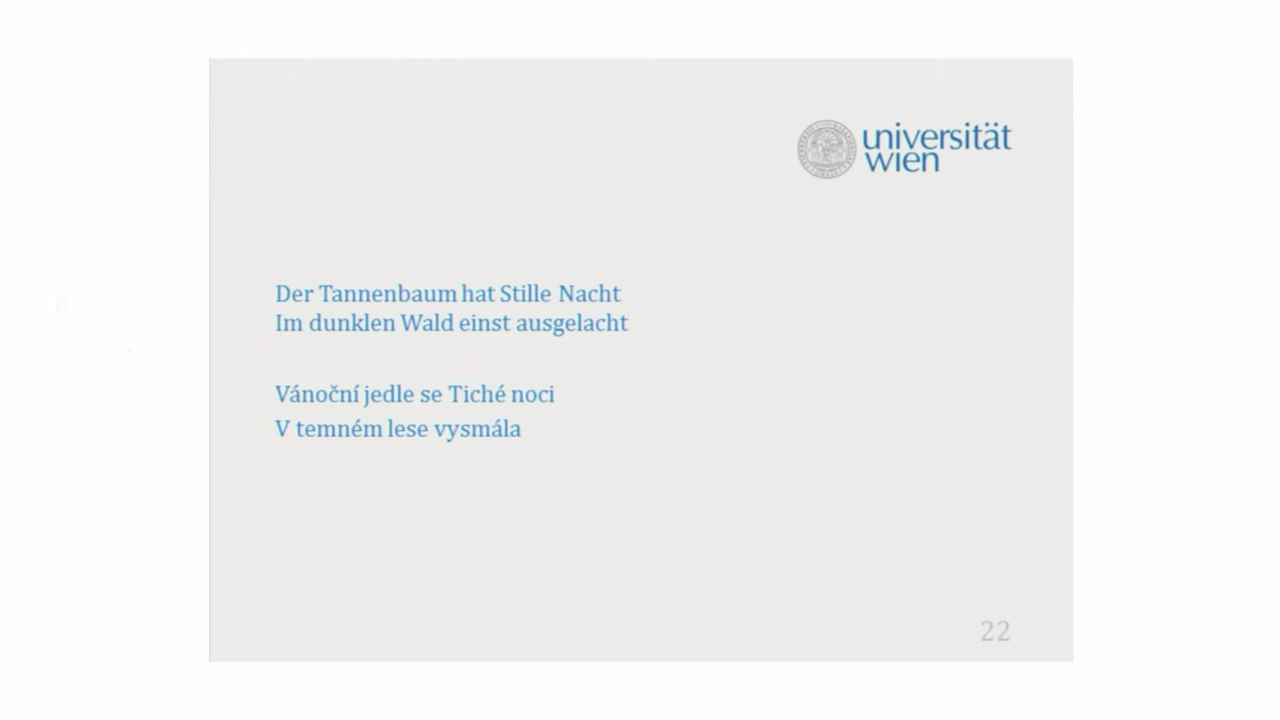 universität
wien
Der Tannenbaum hat Stille Nacht
Im dunklen Wald einst ausgelacht
Vánoční jedle se Tiché noci
V temném lese vysmála
22